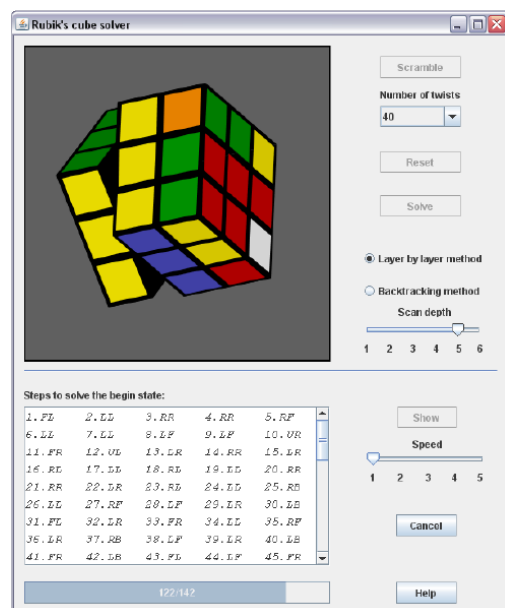 Rubik's cube solver
Scramble
Number of twists
40
Reset
Solve
Layer by layer method
Backtracking method
Scan depth
1 2 3 4 5 6
Steps to solve the begin state:
1.FL 2.LL 3.RR 4.RR 5.RF
6.LL 7.LL 8.LF 9.LF 10.UR
11.FR 12.UL 13.LR 14.RR 15.LR
16.RL 17.LL 18.RL 19.LL 20.RR
21.RR 22.LR 23.RL 24.LL 25.RB
26.LL 27.RF 28.LF 29.LR 30.LB
31.FL 32.LR 33.FR 34.LL 35.RF
36.LR 37.RB 38.LF 39.LR 40.LB
41.FR 42.LB 43.FL 44.LF 45.FR
Show
Speed
1 2 3 4 5
Cancel
122/142
Help